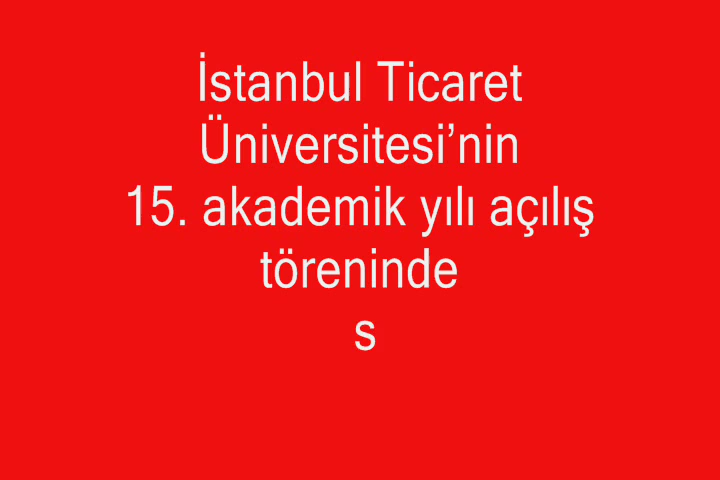 İstanbul Ticaret
Üniversitesi’nin
15. akademik yılı açılış
töreninde
s